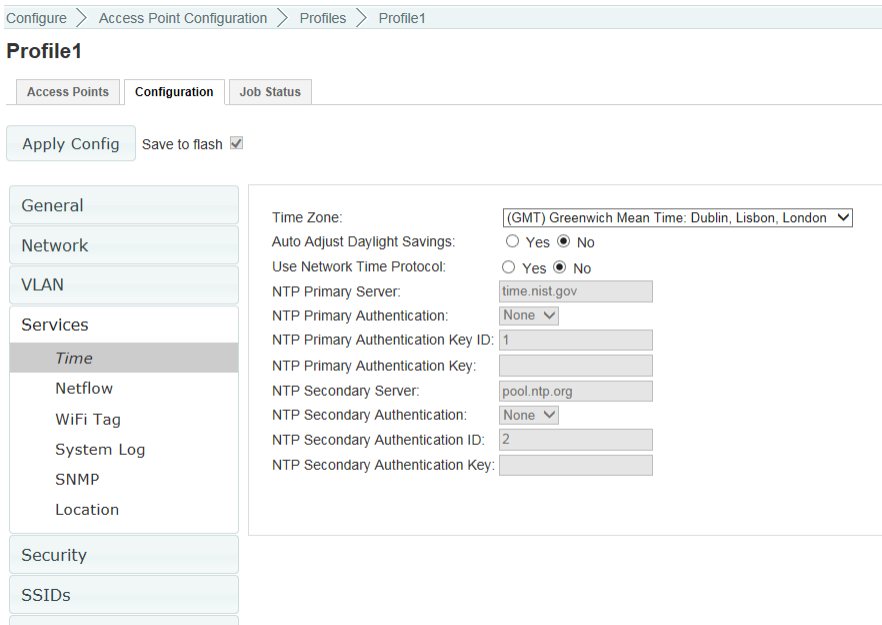 Configure Access Point Configuration Profiles Profile1
Profile1
Access Points Configuration Job Status
Apply Config Save to flash
General
Network
VLAN
Services
Time
Netflow
WiFi Tag
System Log
SNMP
Location
Security
SSIDs
Time Zone: (GMT) Greenwich Mean Time: Dublin, Lisbon, London
Auto Adjust Daylight Savings: Yes No
Use Network Time Protocol: Yes No
NTP Primary Server: time.nist.gov
NTP Primary Authentication: None
NTP Primary Authentication Key ID: 1
NTP Primary Authentication Key:
NTP Secondary Server: pool.ntp.org
NTP Secondary Authentication: None
NTP Secondary Authentication ID: 2
NTP Secondary Authentication Key: